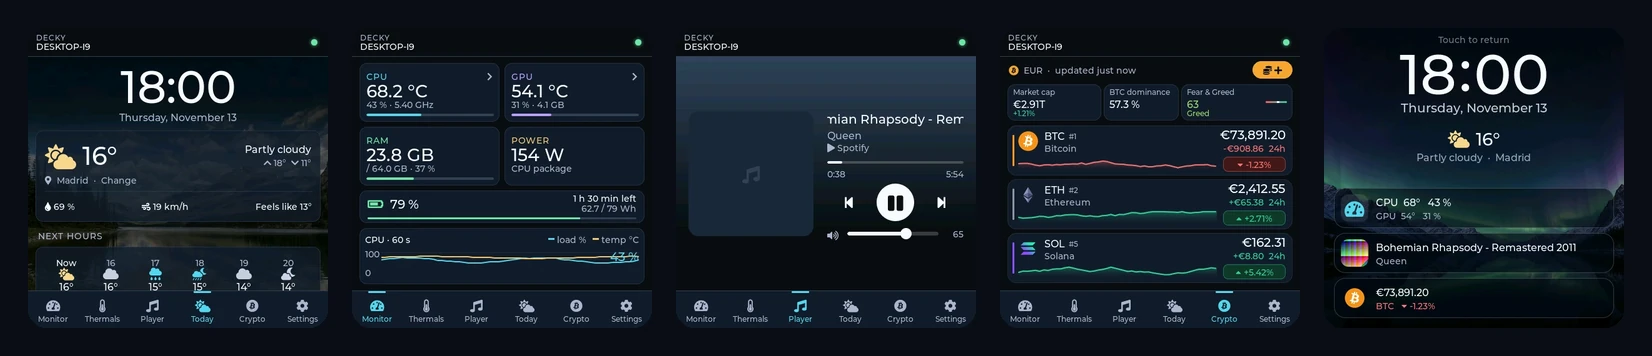 DECKY
DESKTOP-I9
18:00
Thursday, November 13
16°
Partly cloudy
18° 11°
Madrid · Change
69 %
19 km/h
Feels like 13°
NEXT HOURS
Now 16 17 18 19 20
16° 16° 15° 15° 14° 14°
Monitor Thermals Player Today Crypto Settings
DECKY
DESKTOP-I9
CPU
68.2 °C
43 % · 5.40 GHz
GPU
54.1 °C
31 % · 4.1 GB
RAM
23.8 GB
/ 64.0 GB · 37 %
POWER
154 W
CPU package
79 %
1 h 30 min left
62.7 / 79 Wh
CPU · 60 s
load % temp °C
100
43 %
0
Monitor Thermals Player Today Crypto Settings
DECKY
DESKTOP-I9
mian Rhapsody - Rem
Queen
Spotify
0:38 5:54
65
Monitor Thermals Player Today Crypto Settings
DECKY
DESKTOP-I9
EUR · updated just now
Market cap
€2.91T
+1.21%
BTC dominance
57.3 %
Fear & Greed
63
Greed
BTC #1
Bitcoin
€73,891.20
-€908.86 24h
-1.23%
ETH #2
Ethereum
€2,412.55
+€65.38 24h
+2.71%
SOL #5
Solana
€162.31
+€8.80 24h
+5.42%
Monitor Thermals Player Today Crypto Settings
Touch to return
18:00
Thursday, November 13
16°
Partly cloudy · Madrid
CPU 68° 43 %
GPU 54° 31 %
Bohemian Rhapsody - Remastered 2011
Queen
€73,891.20
BTC -1.23%